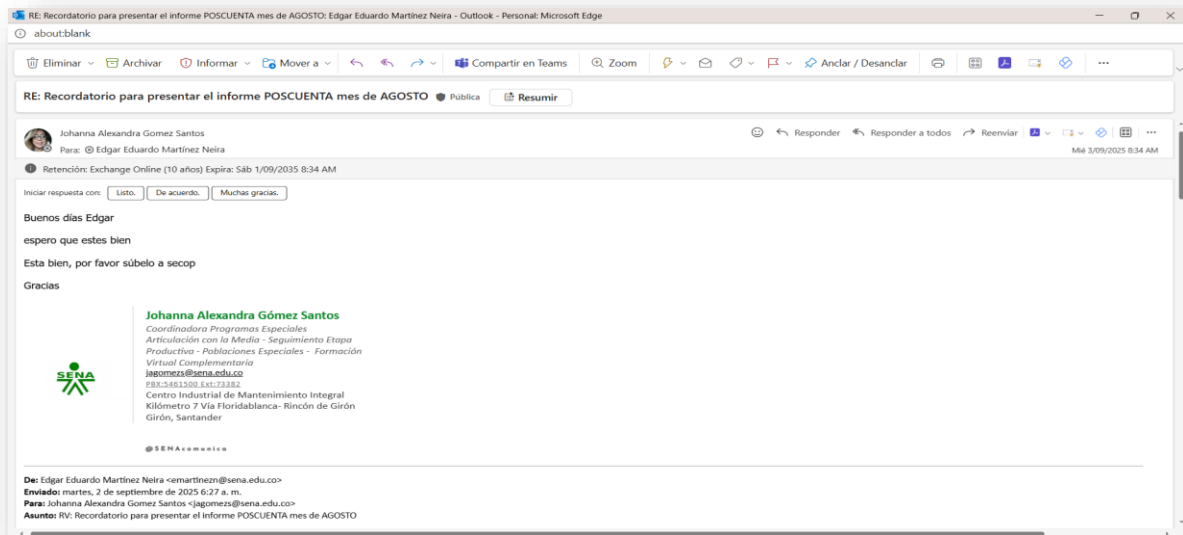 RE: Recordatorio para presentar el informe POSCUENTA mes de AGOSTO: Edgar Eduardo Martínez Neira - Outlook - Personal: Microsoft Edge
about:blank
Eliminar Archivar Informar Mover a Compartir en Teams Zoom Anclar / Desanclar
RE: Recordatorio para presentar el informe POSCUENTA mes de AGOSTO Pública Resumir
Johanna Alexandra Gomez Santos Responder Responder a todos Reenviar
Para: Edgar Eduardo Martínez Neira Mié 3/09/2025 8:34 AM
Retención: Exchange Online (10 años) Expira: Sáb 1/09/2035 8:34 AM
Iniciar respuesta con: Listo. De acuerdo. Muchas gracias.
Buenos días Edgar
espero que estes bien
Esta bien, por favor súbelo a secop
Gracias
Johanna Alexandra Gómez Santos
Coordinadora Programas Especiales
Articulación con la Media - Seguimiento Etapa
Productiva - Poblaciones Especiales - Formación
Virtual Complementaria
jagomezs@sena.edu.co
PBX:5461500 Ext:73382
Centro Industrial de Mantenimiento Integral
Kilómetro 7 Vía Floridablanca- Rincón de Girón
Girón, Santander
SENA
@SENAcomunica
De: Edgar Eduardo Martínez Neira <emartinezn@sena.edu.co>
Enviado: martes, 2 de septiembre de 2025 6:27 a. m.
Para: Johanna Alexandra Gomez Santos <jagomezs@sena.edu.co>
Asunto: RV: Recordatorio para presentar el informe POSCUENTA mes de AGOSTO